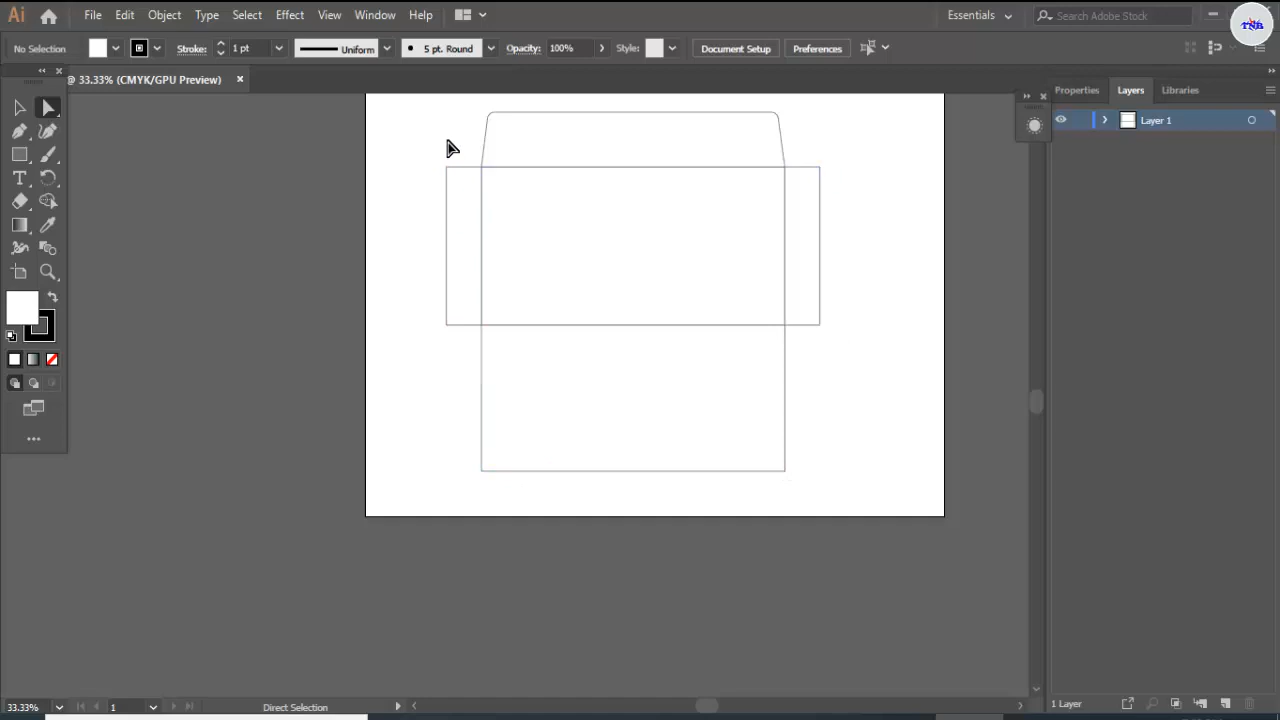 Ai File Edit Object Type Select Effect View Window Help Essentials Search Adobe Stock
TNB
No Selection Stroke: 1 pt Uniform 5 pt. Round Opacity: 100% Style: Document Setup Preferences
@ 33.33% (CMYK/GPU Preview) ×
Properties Layers Libraries
Layer 1
T
33.33% 1 Direct Selection 1 Layer